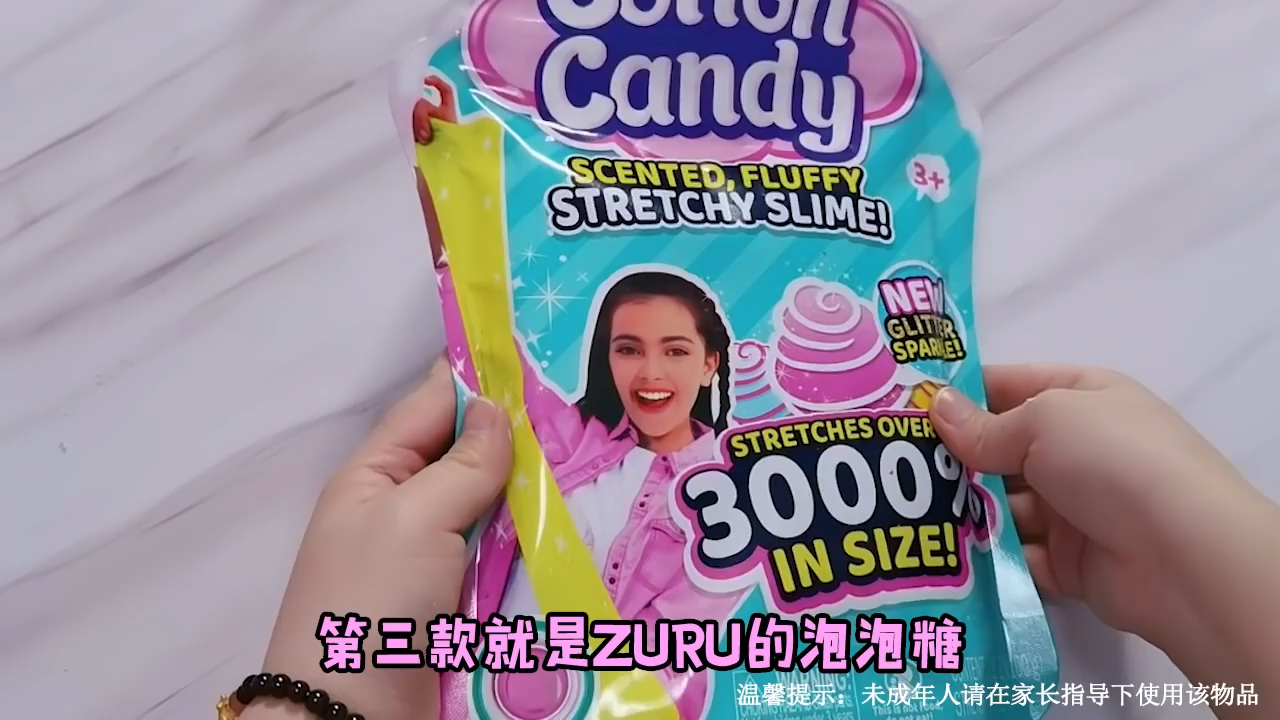 Cotton
Candy
SCENTED, FLUFFY
STRETCHY SLIME!
3+
NEW
GLITTER
SPARKLE!
STRETCHES OVER
3000%
IN SIZE!
第三款就是ZURU的泡泡糖
WARNING
温馨提示：未成年人请在家长指导下使用该物品